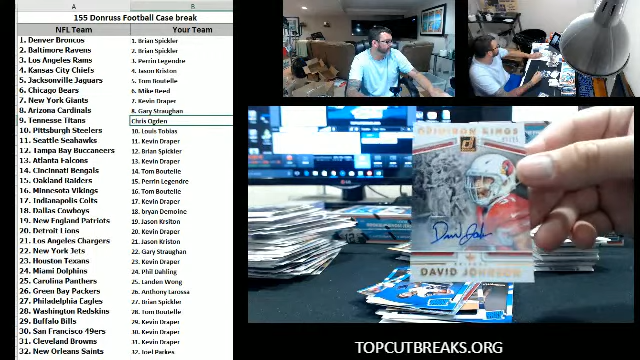 155 Donruss Football Case break
NFL Team Your Team
1. Denver Broncos 1. Brian Spickler
2. Baltimore Ravens 2. Brian Spickler
3. Los Angeles Rams 3. Perrin Legendre
4. Kansas City Chiefs 4. Jason Kriston
5. Jacksonville Jaguars 5. Tom Boutelle
6. Chicago Bears 6. Mike Reed
7. New York Giants 7. Kevin Draper
8. Arizona Cardinals 8. Gary Straughan
9. Tennesse Titans Chris Ogden
10. Pittsburgh Steelers 10. Louis Tobias
11. Seattle Seahawks 11. Kevin Draper
12. Tampa Bay Buccaneers 12. Brian Spickler
13. Atlanta Falcons 13. Kevin Draper
14. Cincinnati Bengals 14. Tom Boutelle
15. Oakland Raiders 15. Perrin Legendre
16. Minnesota Vikings 16. Tom Boutelle
17. Indianapolis Colts 17. Kevin Draper
18. Dallas Cowboys 18. bryan Demoine
19. New England Patriots 19. Jason Kriston
20. Detroit Lions 20. Kevin Draper
21. Los Angeles Chargers 21. Jason Kriston
22. New York Jets 22. Gary Straughan
23. Houston Texans 23. Kevin Draper
24. Miami Dolphins 24. Phil Dahling
25. Carolina Panthers 25. Landen Wong
26. Green Bay Packers 26. Anthony Larossa
27. Philadelphia Eagles 27. Brian Spickler
28. Washington Redskins 28. Tom Boutelle
29. Buffalo Bills 29. Kevin Draper
30. San Francisco 49ers 30. Kevin Draper
31. Cleveland Browns 31. Kevin Draper
32. New Orleans Saints 32. Joel Parkes
GRIDIRON KINGS
DAVID JOHNSON
TOPCUTBREAKS.ORG